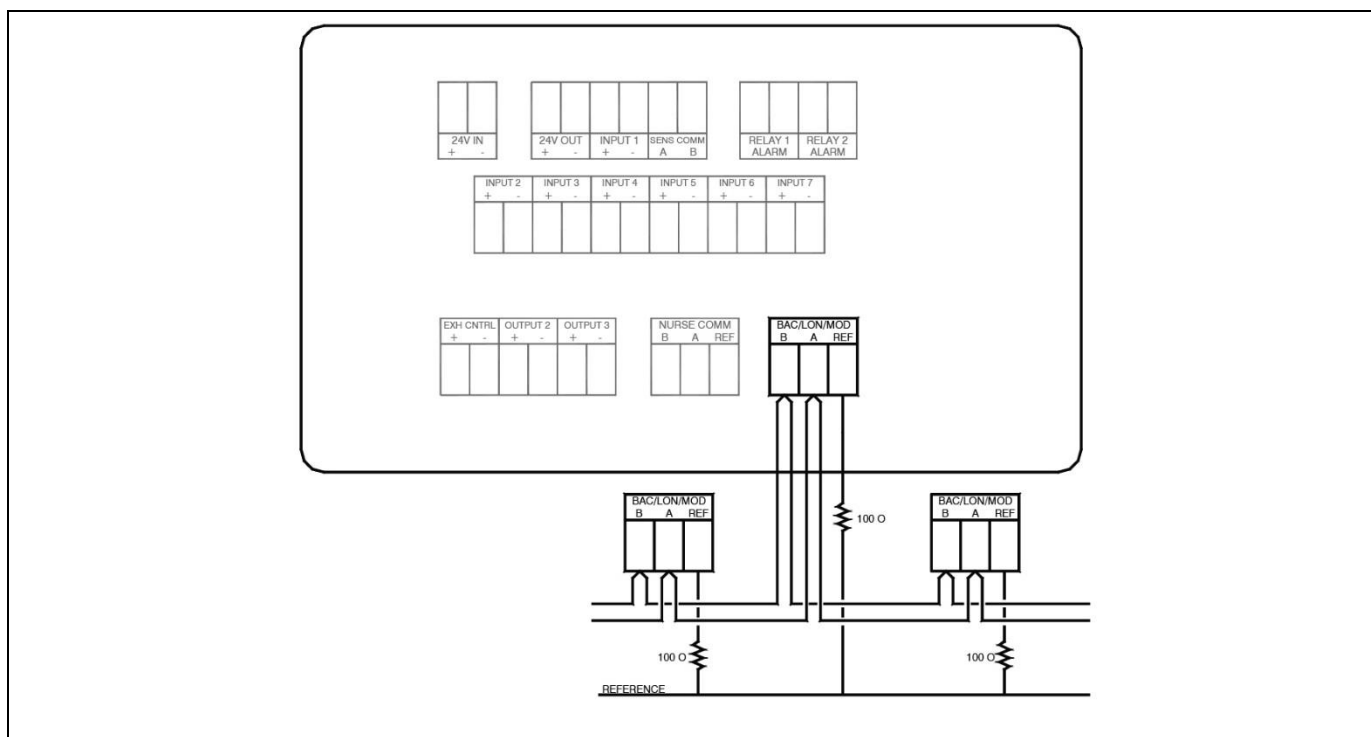 24V IN
+ -
24V OUT INPUT 1 SENS COMM
+ - + - A B
RELAY 1 RELAY 2
ALARM ALARM
INPUT 2 INPUT 3 INPUT 4 INPUT 5 INPUT 6 INPUT 7
+ - + - + - + - + - + -
EXH CNTRL OUTPUT 2 OUTPUT 3
+ - + - + -
NURSE COMM
B A REF
BAC/LON/MOD
B A REF
BAC/LON/MOD
B A REF
100 O
BAC/LON/MOD
B A REF
100 O
100 O
REFERENCE